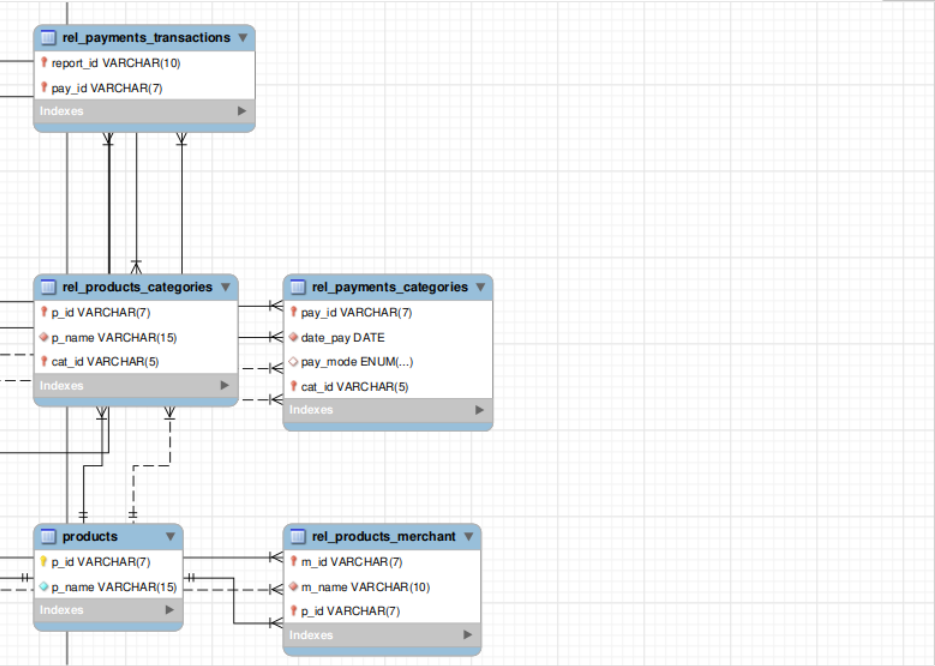 rel_payments_transactions
report_id VARCHAR(10)
pay_id VARCHAR(7)
Indexes
rel_products_categories
p_id VARCHAR(7)
p_name VARCHAR(15)
cat_id VARCHAR(5)
Indexes
rel_payments_categories
pay_id VARCHAR(7)
date_pay DATE
pay_mode ENUM(...)
cat_id VARCHAR(5)
Indexes
products
p_id VARCHAR(7)
p_name VARCHAR(15)
Indexes
rel_products_merchant
m_id VARCHAR(7)
m_name VARCHAR(10)
p_id VARCHAR(7)
Indexes